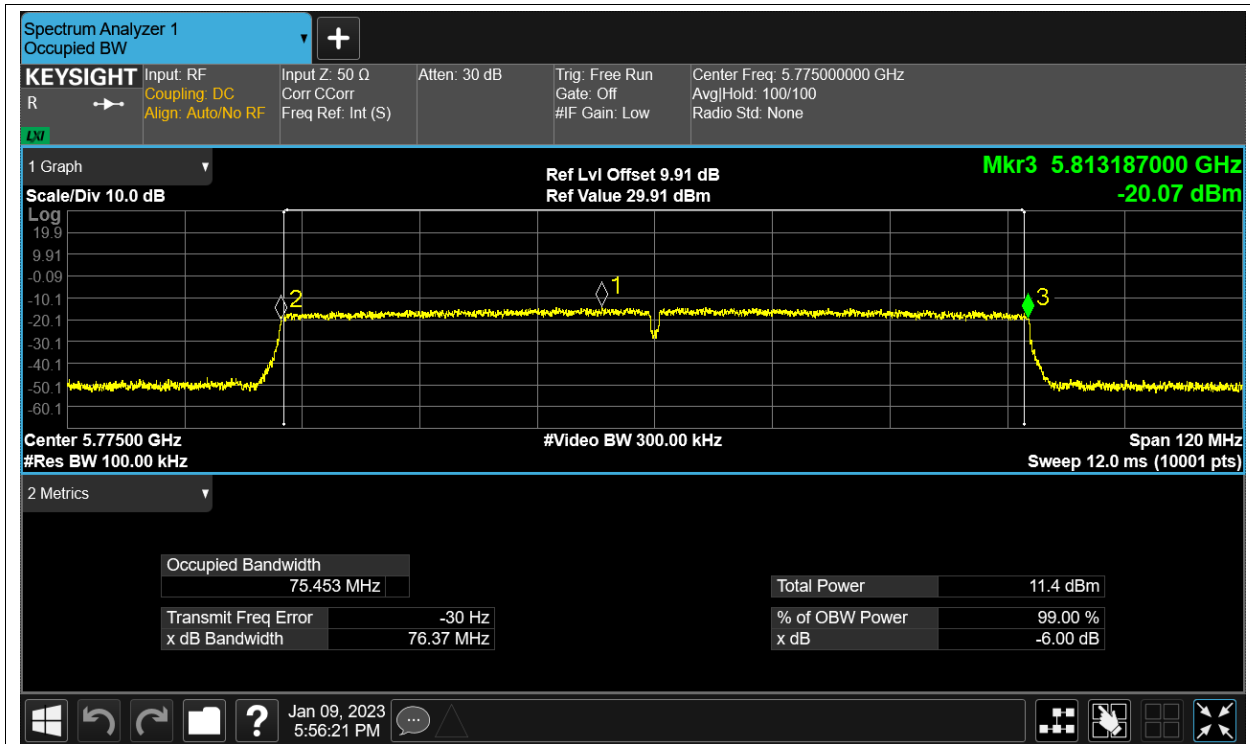 Spectrum Analyzer 1
Occupied BW
+
KEYSIGHT
R
LXI
Input: RF
Coupling: DC
Align: Auto/No RF
Input Z: 50 Ω
Corr CCorr
Freq Ref: Int (S)
Atten: 30 dB
Trig: Free Run
Gate: Off
#IF Gain: Low
Center Freq: 5.775000000 GHz
Avg|Hold: 100/100
Radio Std: None
1 Graph
Scale/Div 10.0 dB
Ref Lvl Offset 9.91 dB
Ref Value 29.91 dBm
Mkr3 5.813187000 GHz
-20.07 dBm
Log
19.9
9.91
-0.09
-10.1
-20.1
-30.1
-40.1
-50.1
-60.1
2
1
3
Center 5.77500 GHz
#Video BW 300.00 kHz
Span 120 MHz
#Res BW 100.00 kHz
Sweep 12.0 ms (10001 pts)
2 Metrics
Occupied Bandwidth
75.453 MHz
Transmit Freq Error -30 Hz
x dB Bandwidth 76.37 MHz
Total Power 11.4 dBm
% of OBW Power 99.00 %
x dB -6.00 dB
?
Jan 09, 2023
5:56:21 PM